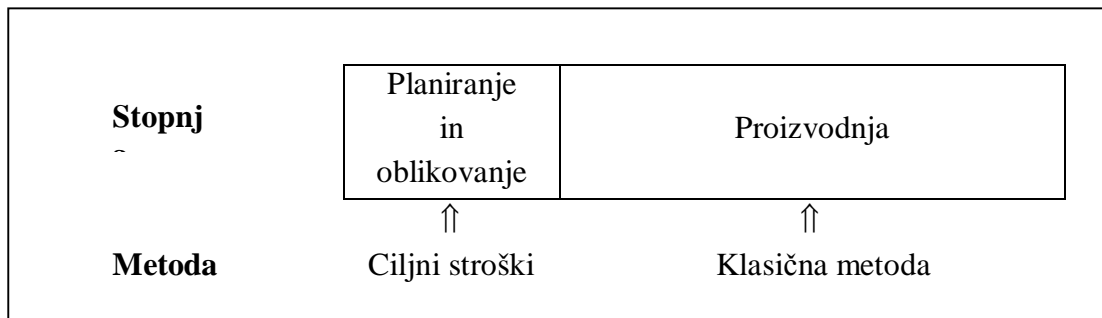 Planiranje
Stopnj
in
Proizvodnja
oblikovanje
Metoda
Ciljni stroški
Klasična metoda